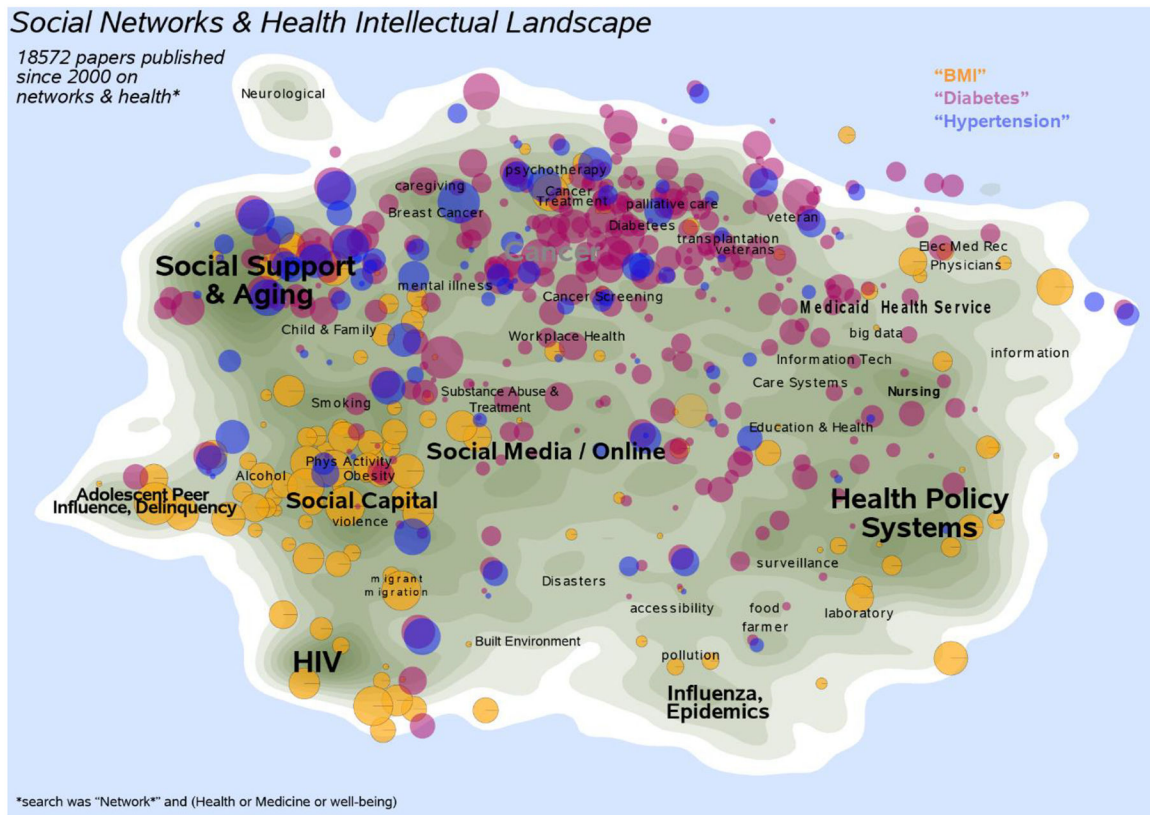 Social Networks & Health Intellectual Landscape
18572 papers published
since 2000 on
networks & health*
“BMI”
“Diabetes”
“Hypertension”
Neurological
psychotherapy
caregiving
Cancer
Treatment
palliative care
Breast Cancer
veteran
Diabetees
transplantation
veterans
Cancer
Elec Med Rec
Physicians
Social Support
& Aging
mental illness
Cancer Screening
Medicaid Health Service
Child & Family
Workplace Health
big data
information
Information Tech
Care Systems
Nursing
Substance Abuse &
Treatment
Smoking
Education & Health
Social Media / Online
Phys Activity
Obesity
Alcohol
Adolescent Peer
Influence, Delinquency
Social Capital
violence
Health Policy
Systems
surveillance
migrant
migration
Disasters
accessibility
food
farmer
laboratory
Built Environment
pollution
HIV
Influenza,
Epidemics
*search was “Network*” and (Health or Medicine or well-being)